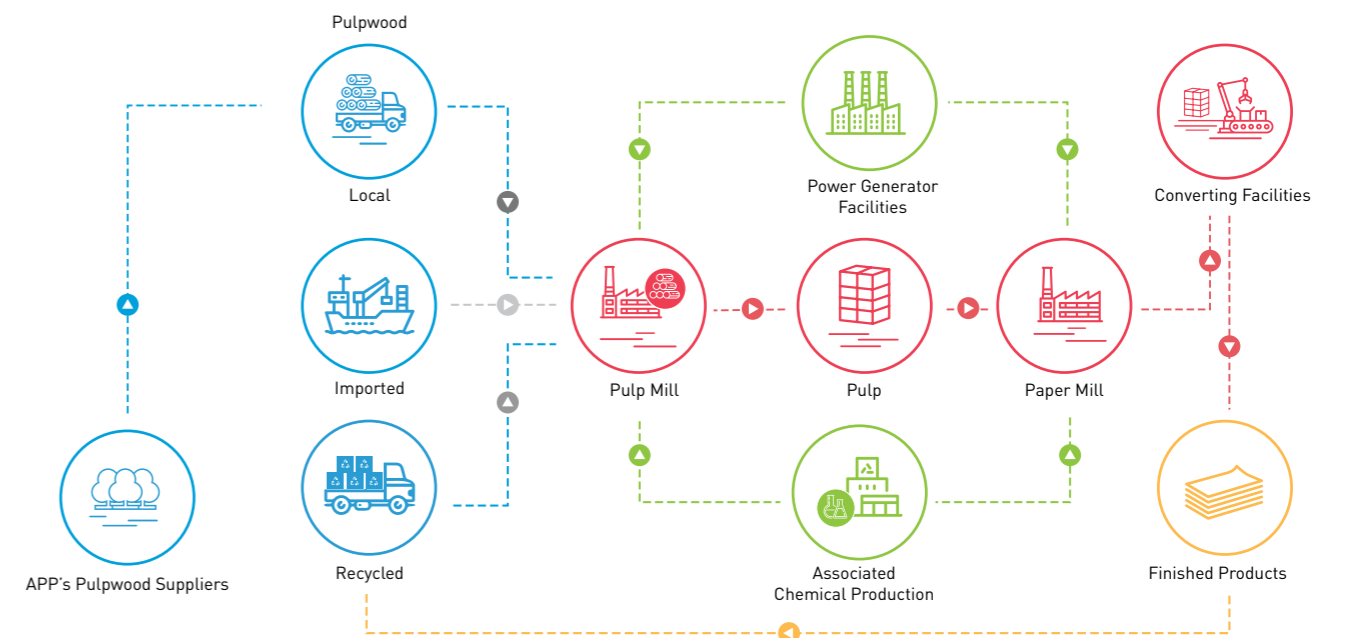 Pulpwood
Local
Power Generator
Facilities
Converting Facilities
Imported
Pulp Mill
Pulp
Paper Mill
APP's Pulpwood Suppliers
Recycled
Associated
Chemical Production
Finished Products